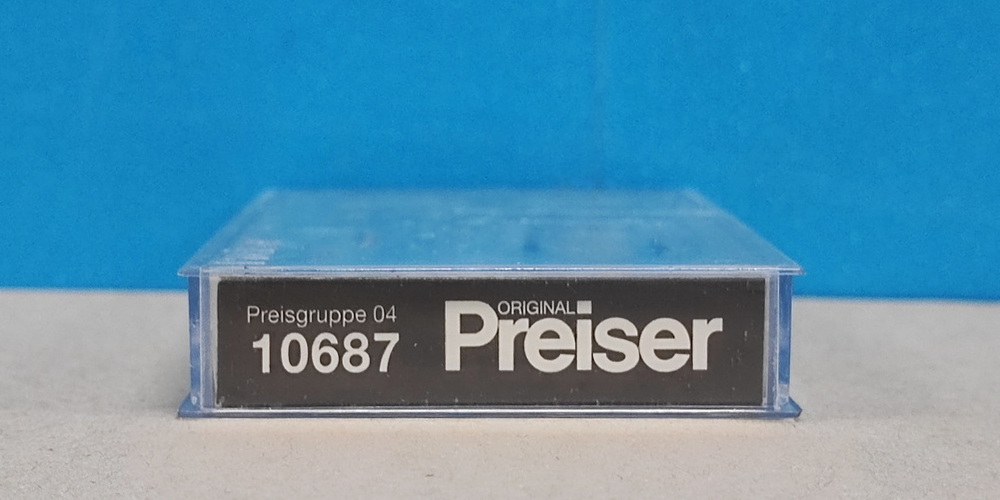 Preisgruppe 04
10687
ORIGINAL
Preiser